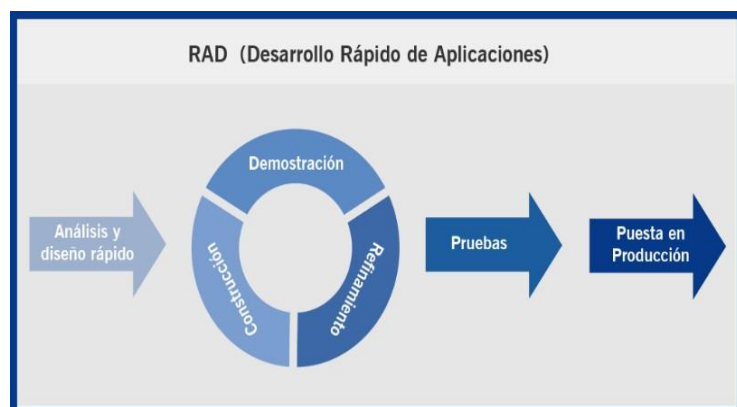 RAD (Desarrollo Rápido de Aplicaciones)
Análisis y
diseño rápido
Demostración
Construcción
Refinamiento
Pruebas
Puesta en
Producción